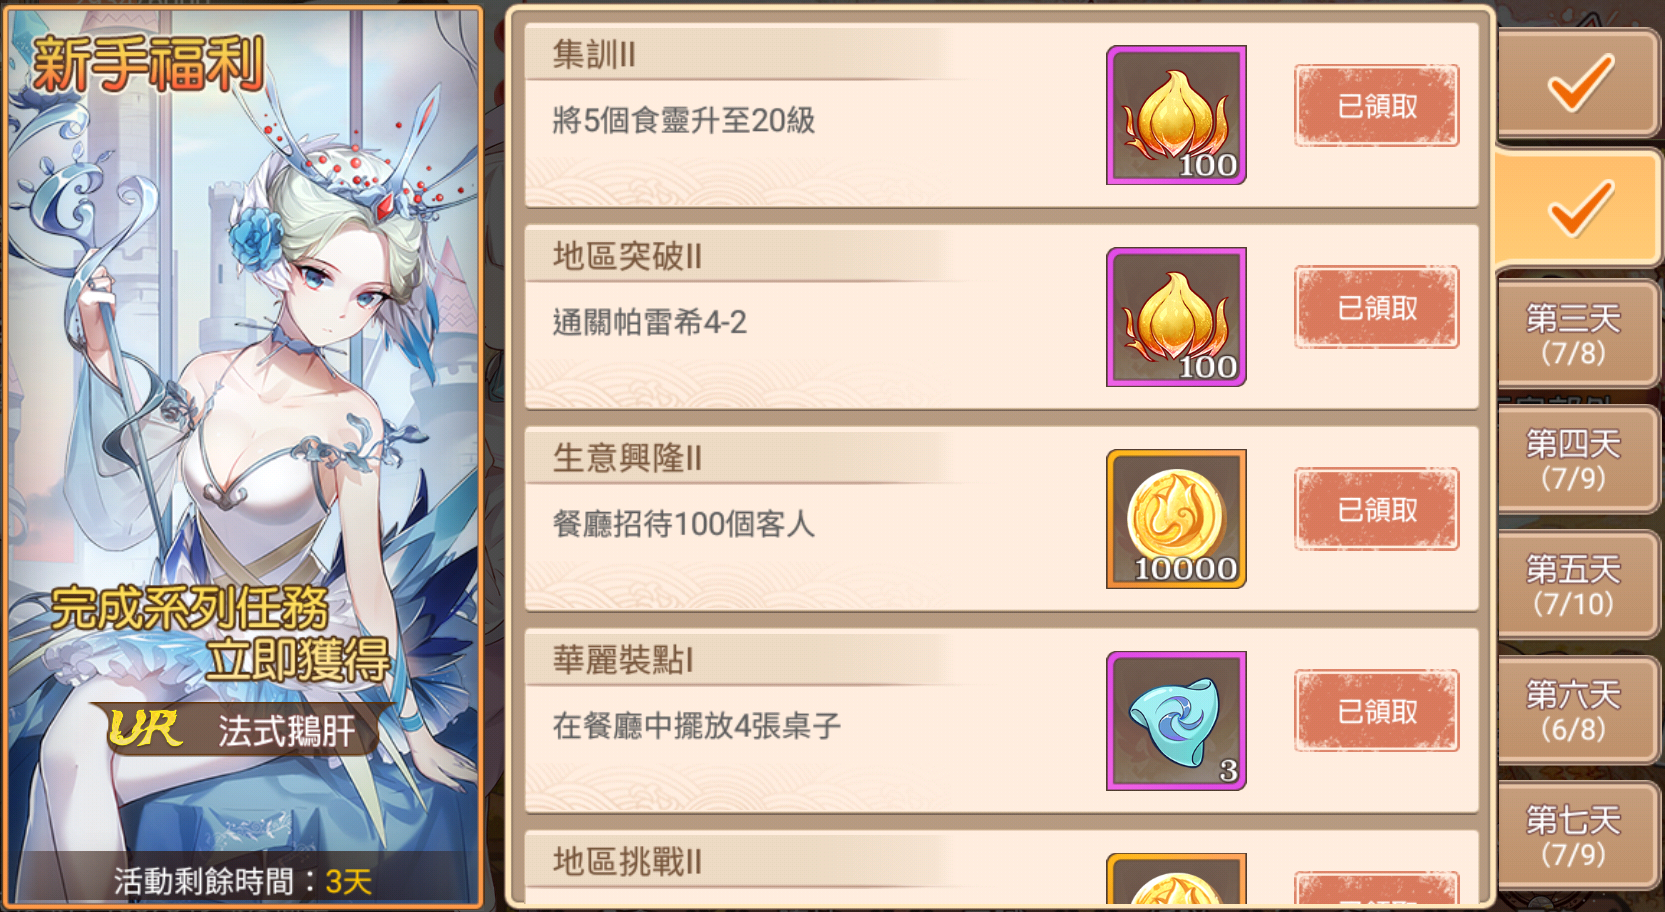 新手福利
完成系列任務
立即獲得
UR 法式鵝肝
活動剩餘時間：3天
集訓II
將5個食靈升至20級
100
已領取
地區突破II
通關帕雷希4-2
100
已領取
生意興隆II
餐廳招待100個客人
10000
已領取
華麗裝點I
在餐廳中擺放4張桌子
3
已領取
地區挑戰II
第三天
(7/8)
第四天
(7/9)
第五天
(7/10)
第六天
(6/8)
第七天
(7/9)